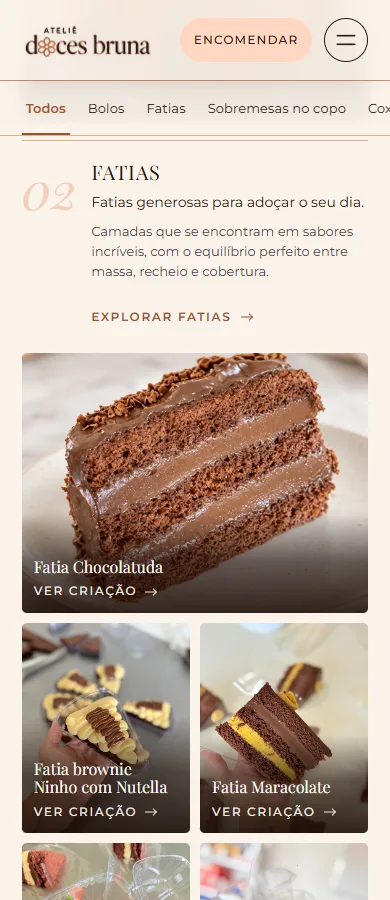 ATELIÊ
doces bruna
ENCOMENDAR
Todos Bolos Fatias Sobremesas no copo Cox
02
FATIAS
Fatias generosas para adoçar o seu dia.
Camadas que se encontram em sabores
incríveis, com o equilíbrio perfeito entre
massa, recheio e cobertura.
EXPLORAR FATIAS →
Fatia Chocolatuda
VER CRIAÇÃO →
Fatia brownie
Ninho com Nutella
VER CRIAÇÃO →
Fatia Maracolate
VER CRIAÇÃO →